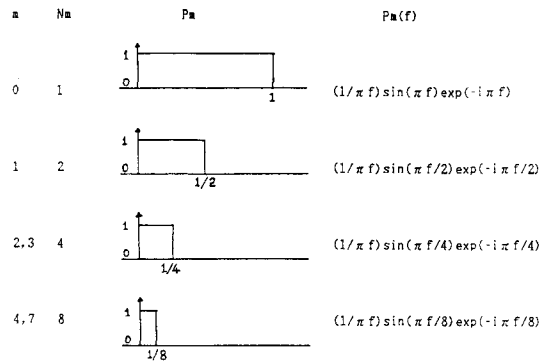 m Nm Pm Pm(f)
1
0
1
0 1 (1/π f)sin(π f)exp(-iπ f)
1
0
1/2
1 2 (1/π f)sin(π f/2)exp(-iπ f/2)
1
0
1/4
2,3 4 (1/π f)sin(π f/4)exp(-iπ f/4)
1
0
1/8
4,7 8 (1/π f)sin(π f/8)exp(-iπ f/8)